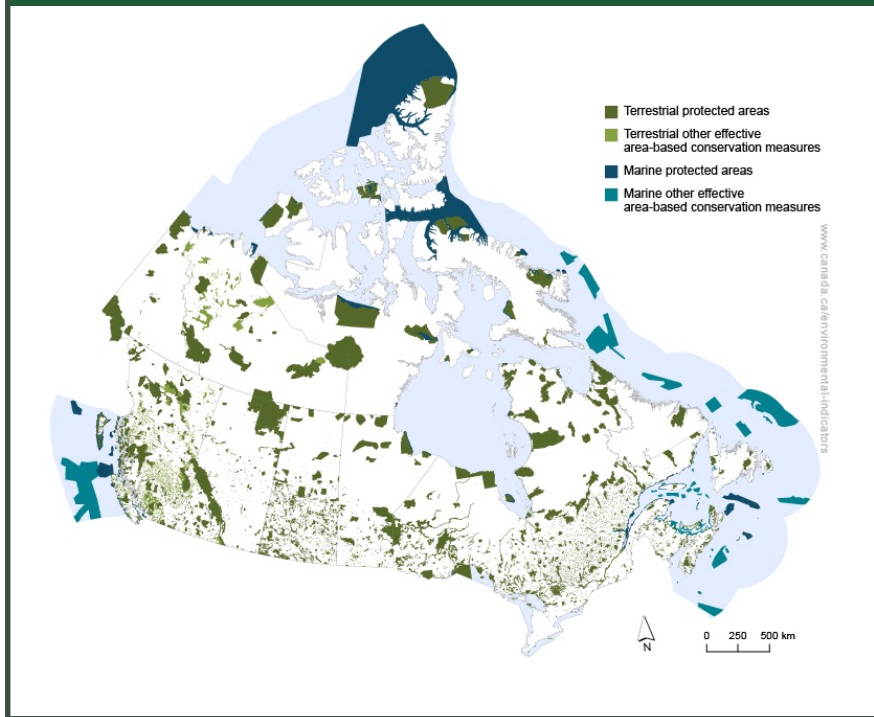 Terrestrial protected areas
Terrestrial other effective
area-based conservation measures
Marine protected areas
Marine other effective
area-based conservation measures
www.canada.ca/environmental-indicators
N
0 250 500 km